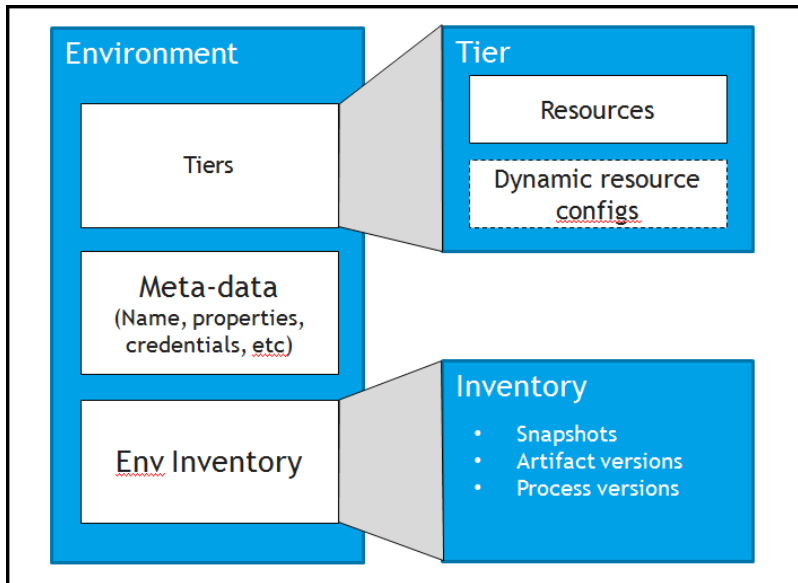 Environment
Tiers
Meta-data
(Name, properties,
credentials, etc)
Env Inventory
Tier
Resources
Dynamic resource
configs
Inventory
• Snapshots
• Artifact versions
• Process versions